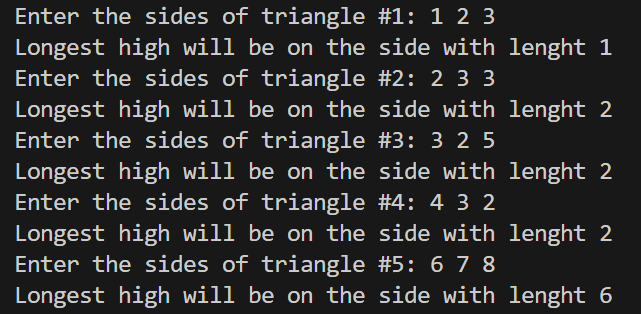 Enter the sides of triangle #1: 1 2 3
Longest high will be on the side with lenght 1
Enter the sides of triangle #2: 2 3 3
Longest high will be on the side with lenght 2
Enter the sides of triangle #3: 3 2 5
Longest high will be on the side with lenght 2
Enter the sides of triangle #4: 4 3 2
Longest high will be on the side with lenght 2
Enter the sides of triangle #5: 6 7 8
Longest high will be on the side with lenght 6